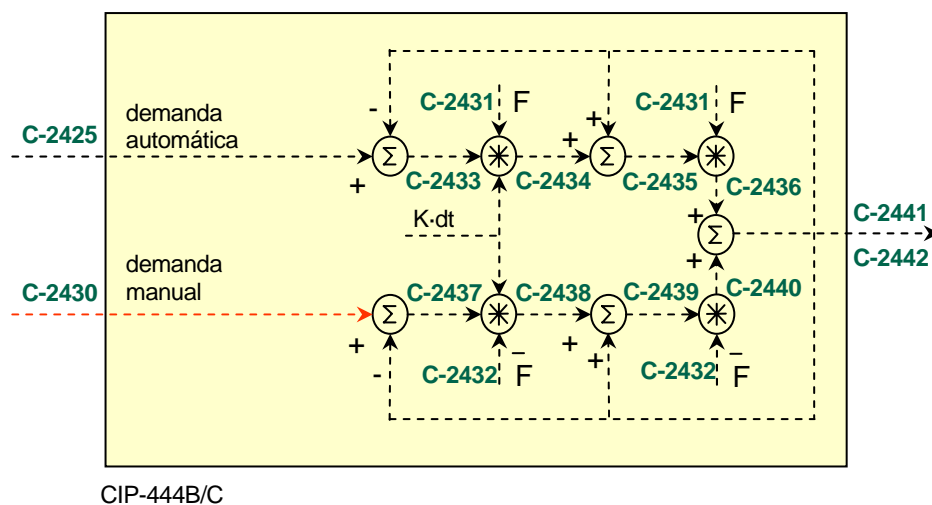 C-2431 F
C-2431 F
-
demanda
automática
C-2425
+
Σ
C-2433
+
C-2434
+
Σ
C-2435
C-2436
K·dt
+
Σ
+
C-2441
C-2442
demanda
manual
C-2430
+
-
Σ
C-2437
C-2438
+
+
Σ
C-2439
C-2440
C-2432 F̅
C-2432 F̅
CIP-444B/C